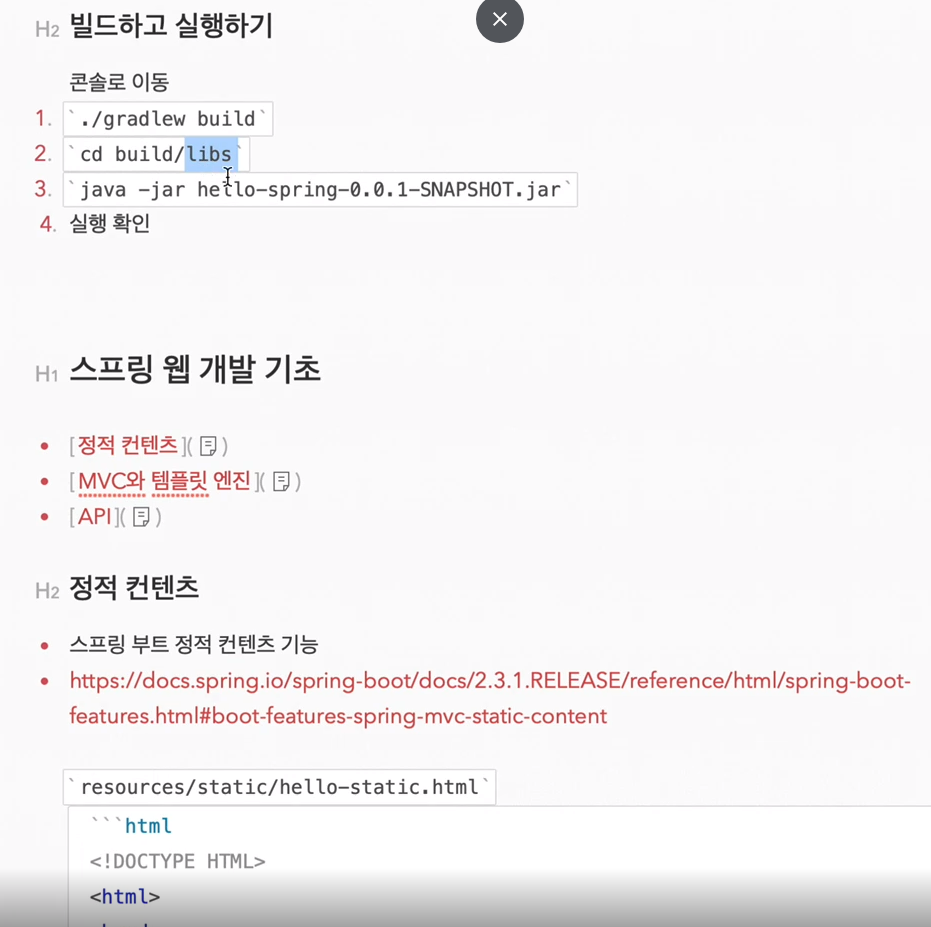 H2 빌드하고 실행하기
콘솔로 이동
1. `./gradlew build`
2. `cd build/libs`
3. `java -jar hello-spring-0.0.1-SNAPSHOT.jar`
4. 실행 확인
H1 스프링 웹 개발 기초
• [정적 컨텐츠]()
• [MVC와 템플릿 엔진]()
• [API]()
H2 정적 컨텐츠
• 스프링 부트 정적 컨텐츠 기능
• https://docs.spring.io/spring-boot/docs/2.3.1.RELEASE/reference/html/spring-boot-
features.html#boot-features-spring-mvc-static-content
`resources/static/hello-static.html`
```html
<!DOCTYPE HTML>
<html>